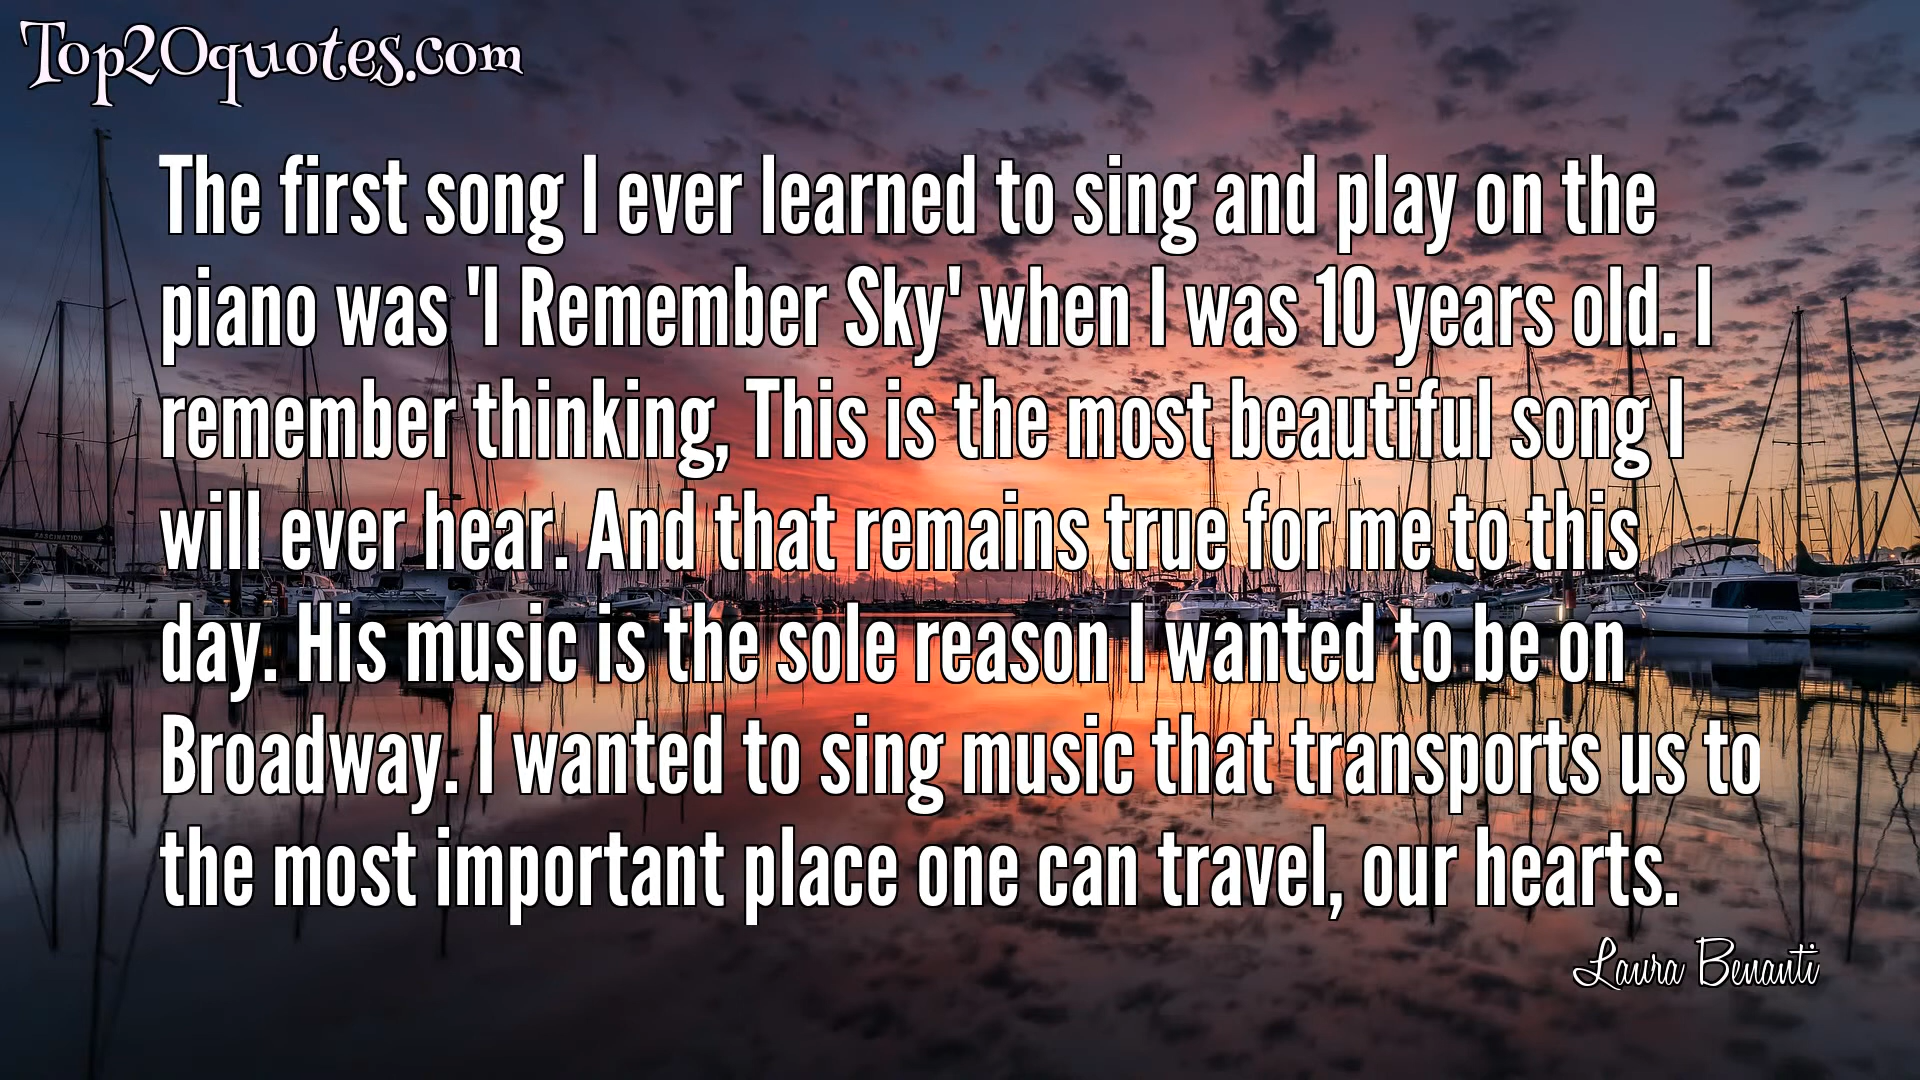 Top20quotes.com
The first song I ever learned to sing and play on the
piano was 'I Remember Sky' when I was 10 years old. I
remember thinking, This is the most beautiful song I
will ever hear. And that remains true for me to this
day. His music is the sole reason I wanted to be on
Broadway. I wanted to sing music that transports us to
the most important place one can travel, our hearts.
Laura Benanti
FASCINATION